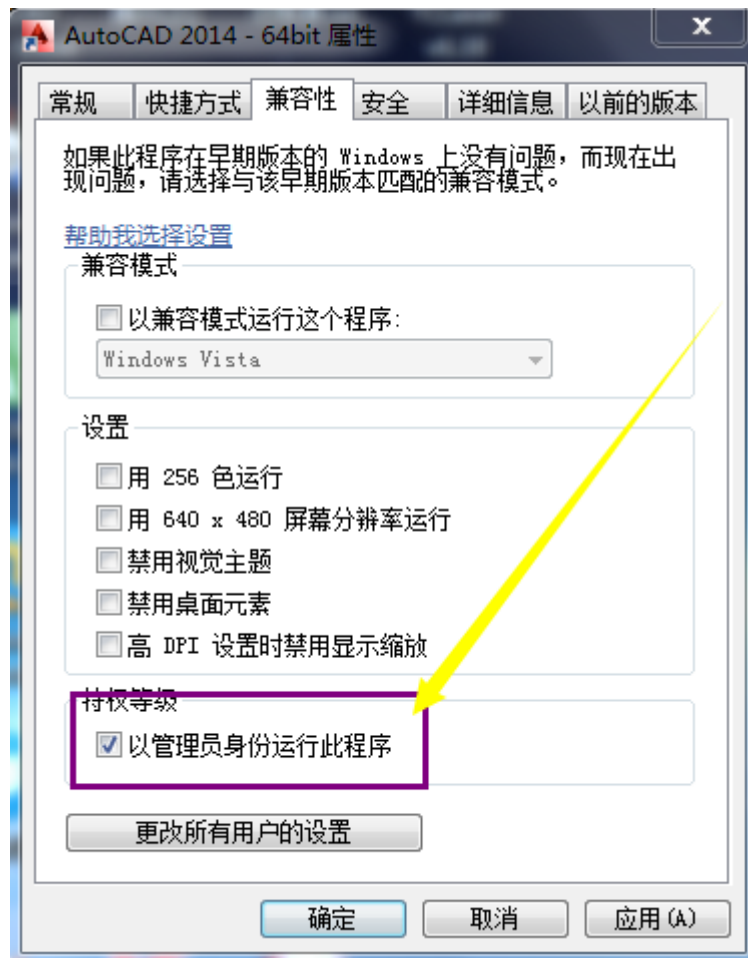 AutoCAD 2014 - 64bit 属性
常规 快捷方式 兼容性 安全 详细信息 以前的版本
如果此程序在早期版本的 Windows 上没有问题，而现在出
现问题，请选择与该早期版本匹配的兼容模式。
帮助我选择设置
兼容模式
以兼容模式运行这个程序:
Windows Vista
设置
用 256 色运行
用 640 x 480 屏幕分辨率运行
禁用视觉主题
禁用桌面元素
高 DPI 设置时禁用显示缩放
特权等级
以管理员身份运行此程序
更改所有用户的设置
确定 取消 应用(A)